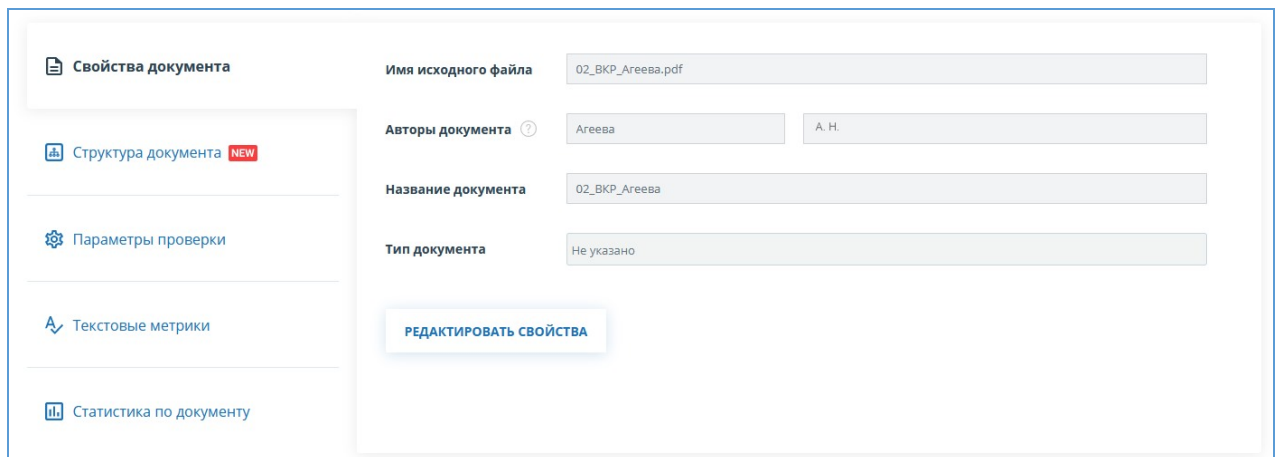 Свойства документа
Структура документа NEW
Параметры проверки
Текстовые метрики
Статистика по документу
Имя исходного файла 02_ВКР_Агеева.pdf
Авторы документа ? Агеева А. Н.
Название документа 02_ВКР_Агеева
Тип документа Не указано
РЕДАКТИРОВАТЬ СВОЙСТВА